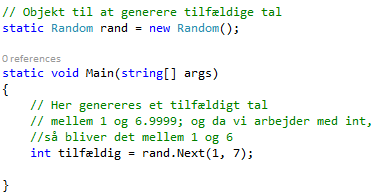 // Objekt til at generere tilfældige tal
static Random rand = new Random();
0 references
static void Main(string[] args)
{
// Her genereres et tilfældigt tal
// mellem 1 og 6.9999; og da vi arbejder med int,
//så bliver det mellem 1 og 6
int tilfældig = rand.Next(1, 7);
}